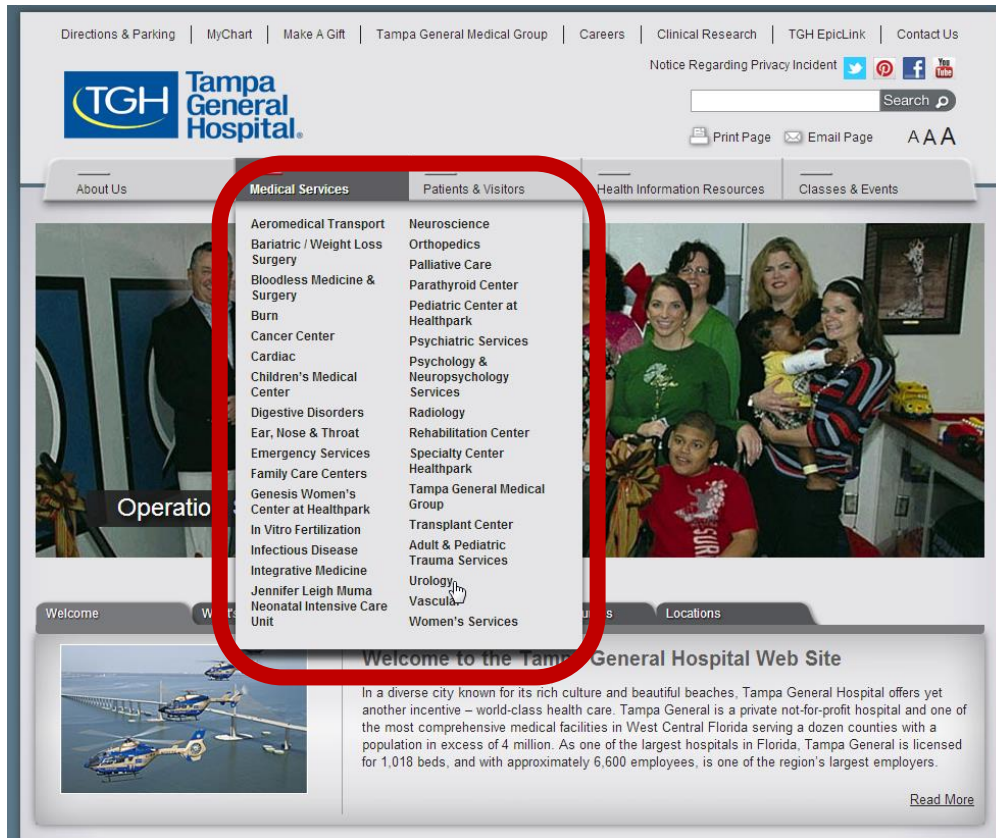 Directions & Parking | MyChart | Make A Gift | Tampa General Medical Group | Careers | Clinical Research | TGH EpicLink | Contact Us
Notice Regarding Privacy Incident
You
Tube
TGH
Tampa
General
Hospital.
Search
Print Page Email Page A A A
About Us
Medical Services
Patients & Visitors
Health Information Resources
Classes & Events
Aeromedical Transport
Bariatric / Weight Loss
Surgery
Bloodless Medicine &
Surgery
Burn
Cancer Center
Cardiac
Children's Medical
Center
Digestive Disorders
Ear, Nose & Throat
Emergency Services
Family Care Centers
Genesis Women's
Center at Healthpark
In Vitro Fertilization
Infectious Disease
Integrative Medicine
Jennifer Leigh Muma
Neonatal Intensive Care
Unit
Neuroscience
Orthopedics
Palliative Care
Parathyroid Center
Pediatric Center at
Healthpark
Psychiatric Services
Psychology &
Neuropsychology
Services
Radiology
Rehabilitation Center
Specialty Center
Healthpark
Tampa General Medical
Group
Transplant Center
Adult & Pediatric
Trauma Services
Urology
Vascular
Women's Services
Operatio
Welcome
Locations
Welcome to the Tampa General Hospital Web Site
In a diverse city known for its rich culture and beautiful beaches, Tampa General Hospital offers yet
another incentive – world-class health care. Tampa General is a private not-for-profit hospital and one of
the most comprehensive medical facilities in West Central Florida serving a dozen counties with a
population in excess of 4 million. As one of the largest hospitals in Florida, Tampa General is licensed
for 1,018 beds, and with approximately 6,600 employees, is one of the region's largest employers.
Read More